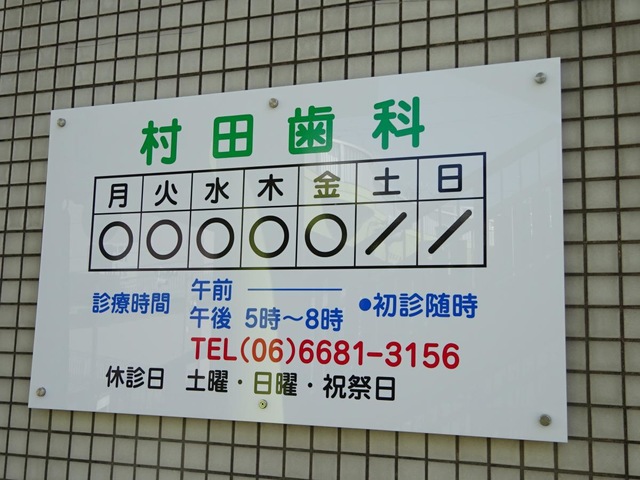 村田歯科
月 火 水 木 金 土 日
○ ○ ○ ○ ○ / /
診療時間 午前 ―――― ●初診随時
午後 5時〜8時
TEL(06)6681-3156
休診日 土曜・日曜・祝祭日